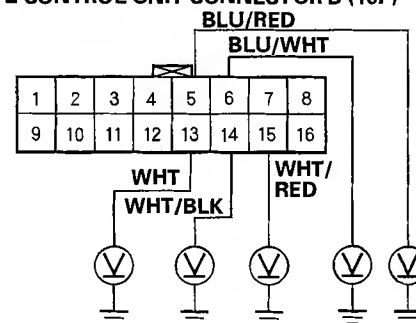 CONTROL UNIT CONNECTOR B (16P)
BLU/RED
BLU/WHT
1 2 3 4 5 6 7 8
9 10 11 12 13 14 15 16
WHT
WHT/
RED
WHT/BLK
V V V V V